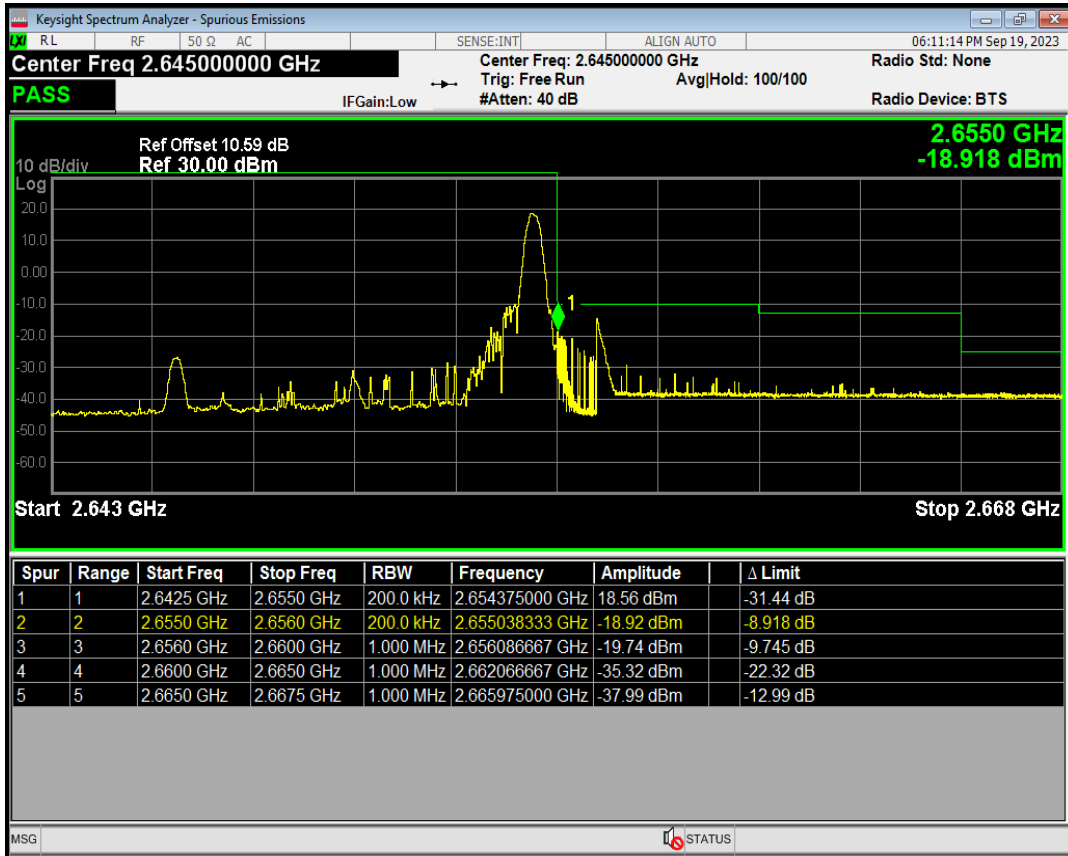 Keysight Spectrum Analyzer - Spurious Emissions
LXI RL RF 50 Ω AC SENSE:INT ALIGN AUTO 06:11:14 PM Sep 19, 2023
Center Freq 2.645000000 GHz Center Freq: 2.645000000 GHz Radio Std: None
Trig: Free Run Avg|Hold: 100/100
PASS IFGain:Low #Atten: 40 dB Radio Device: BTS
2.6550 GHz
Ref Offset 10.59 dB
10 dB/div Ref 30.00 dBm -18.918 dBm
Log
20.0
10.0
0.00
1
-10.0
-20.0
-30.0
-40.0
-50.0
-60.0
Start 2.643 GHz Stop 2.668 GHz
Spur Range Start Freq Stop Freq RBW Frequency Amplitude Δ Limit
1 1 2.6425 GHz 2.6550 GHz 200.0 kHz 2.654375000 GHz 18.56 dBm -31.44 dB
2 2 2.6550 GHz 2.6560 GHz 200.0 kHz 2.655038333 GHz -18.92 dBm -8.918 dB
3 3 2.6560 GHz 2.6600 GHz 1.000 MHz 2.656086667 GHz -19.74 dBm -9.745 dB
4 4 2.6600 GHz 2.6650 GHz 1.000 MHz 2.662066667 GHz -35.32 dBm -22.32 dB
5 5 2.6650 GHz 2.6675 GHz 1.000 MHz 2.665975000 GHz -37.99 dBm -12.99 dB
MSG STATUS